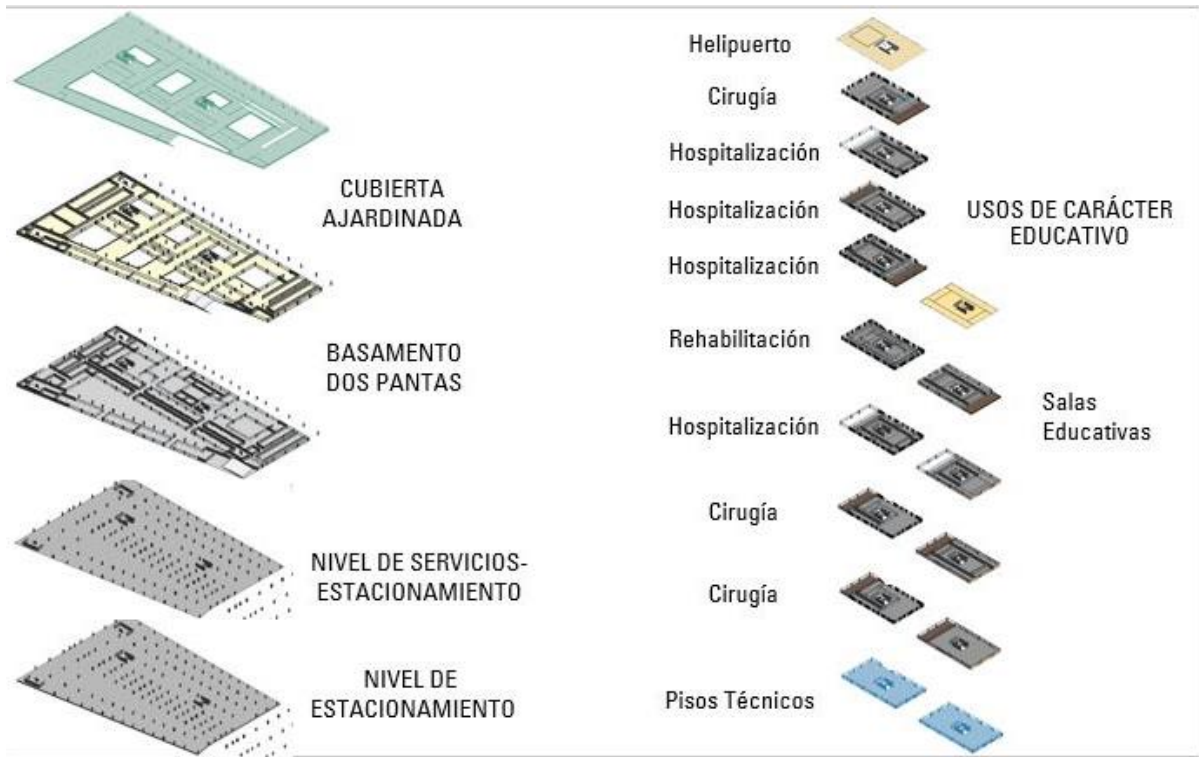 CUBIERTA
AJARDINADA
BASAMENTO
DOS PANTAS
NIVEL DE SERVICIOS-
ESTACIONAMIENTO
NIVEL DE
ESTACIONAMIENTO
Helipuerto
Cirugía
Hospitalización
Hospitalización
Hospitalización
Rehabilitación
Hospitalización
Cirugía
Cirugía
Pisos Técnicos
USOS DE CARÁCTER
EDUCATIVO
Salas
Educativas